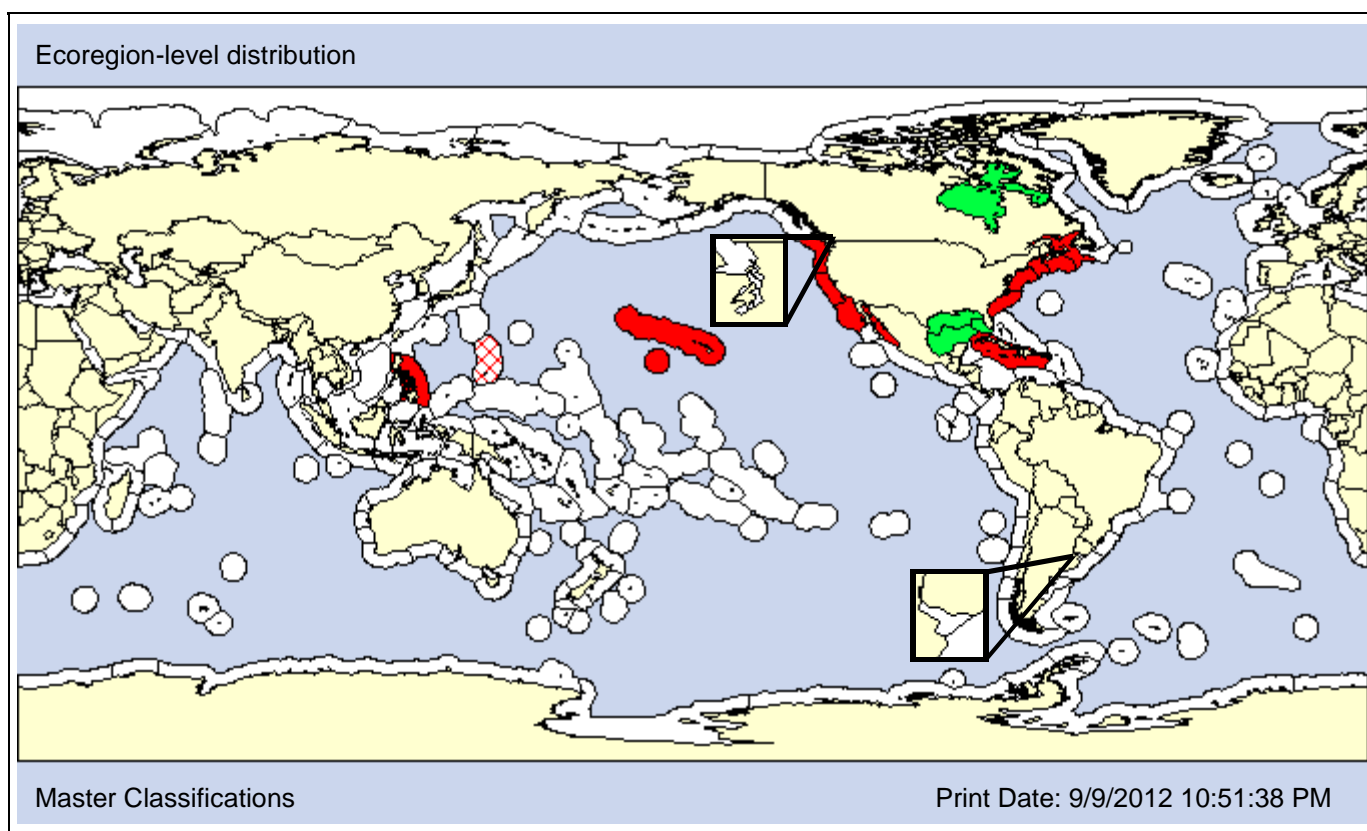 Ecoregion-level distribution
Master Classifications
Print Date: 9/9/2012 10:51:38 PM